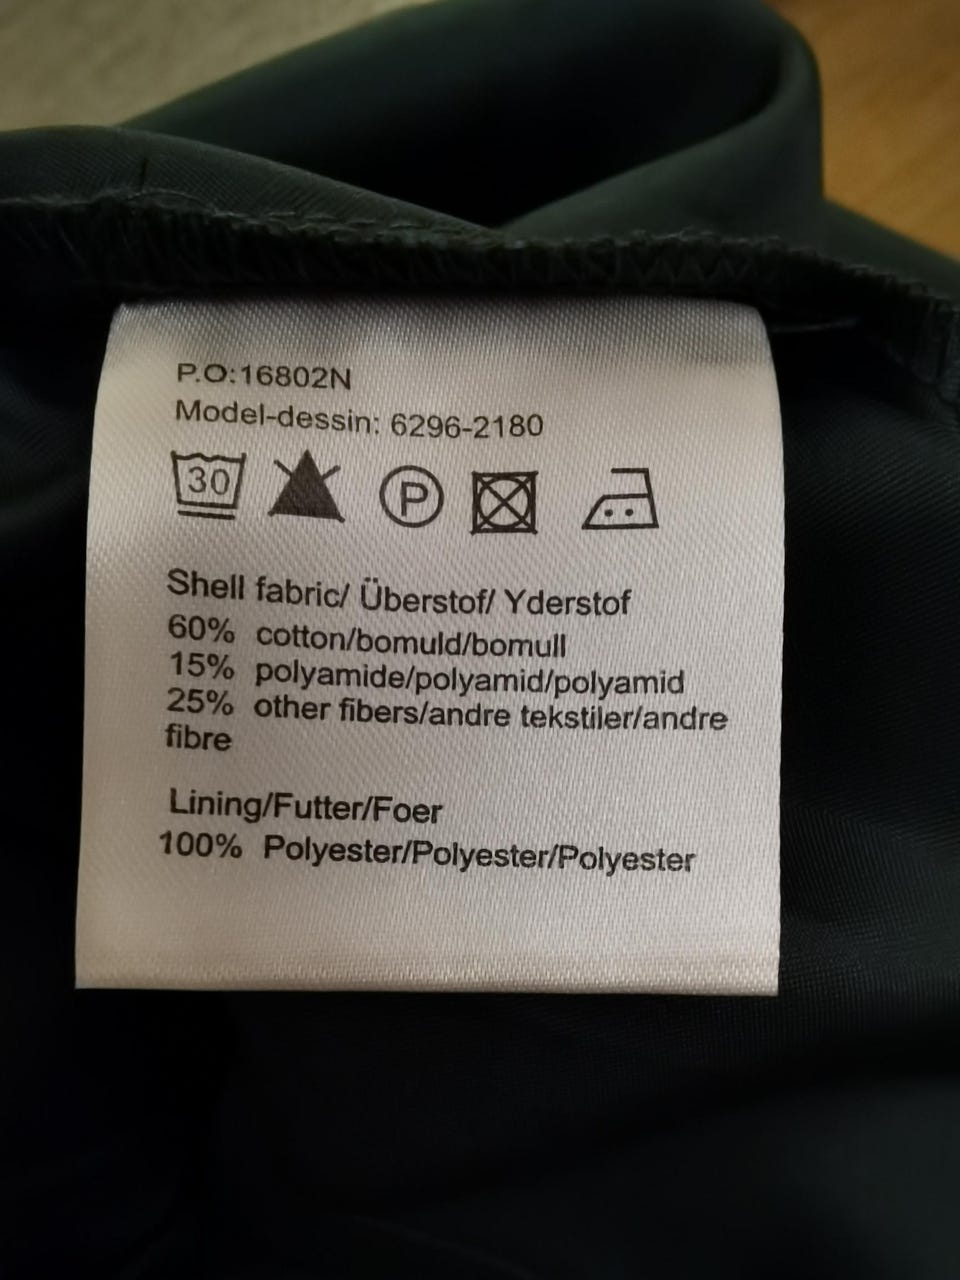 P.O:16802N
Model-dessin: 6296-2180
30 P
Shell fabric/ Überstof/ Yderstof
60% cotton/bomuld/bomull
15% polyamide/polyamid/polyamid
25% other fibers/andre tekstiler/andre
fibre
Lining/Futter/Foer
100% Polyester/Polyester/Polyester